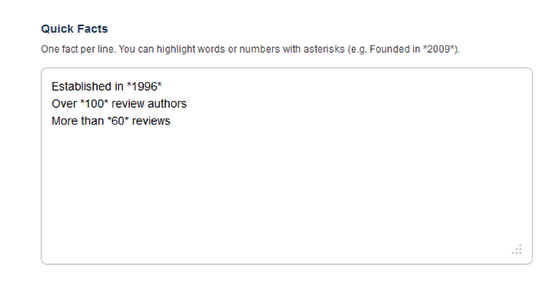 Quick Facts
One fact per line. You can highlight words or numbers with asterisks (e.g. Founded in *2009*).
Established in *1996*
Over *100* review authors
More than *60* reviews